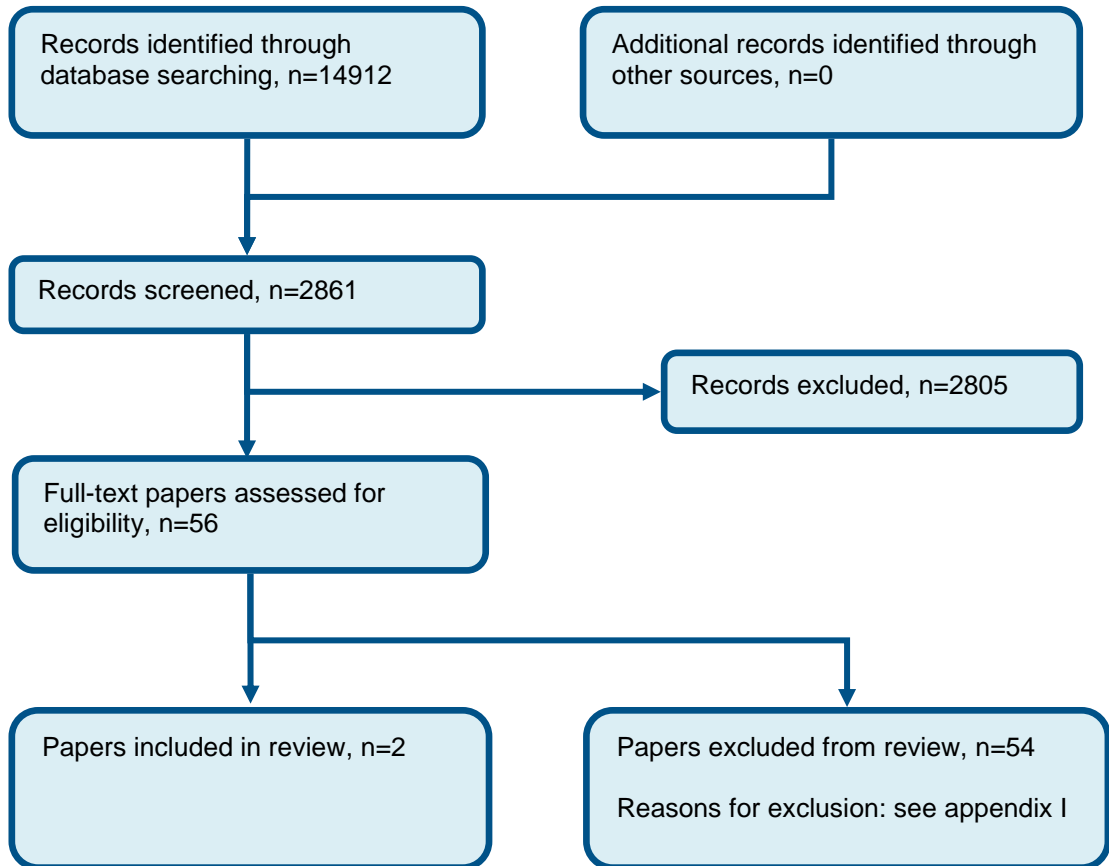 Records identified through
database searching, n=14912
Additional records identified through
other sources, n=0
Records screened, n=2861
Records excluded, n=2805
Full-text papers assessed for
eligibility, n=56
Papers included in review, n=2
Papers excluded from review, n=54
Reasons for exclusion: see appendix I